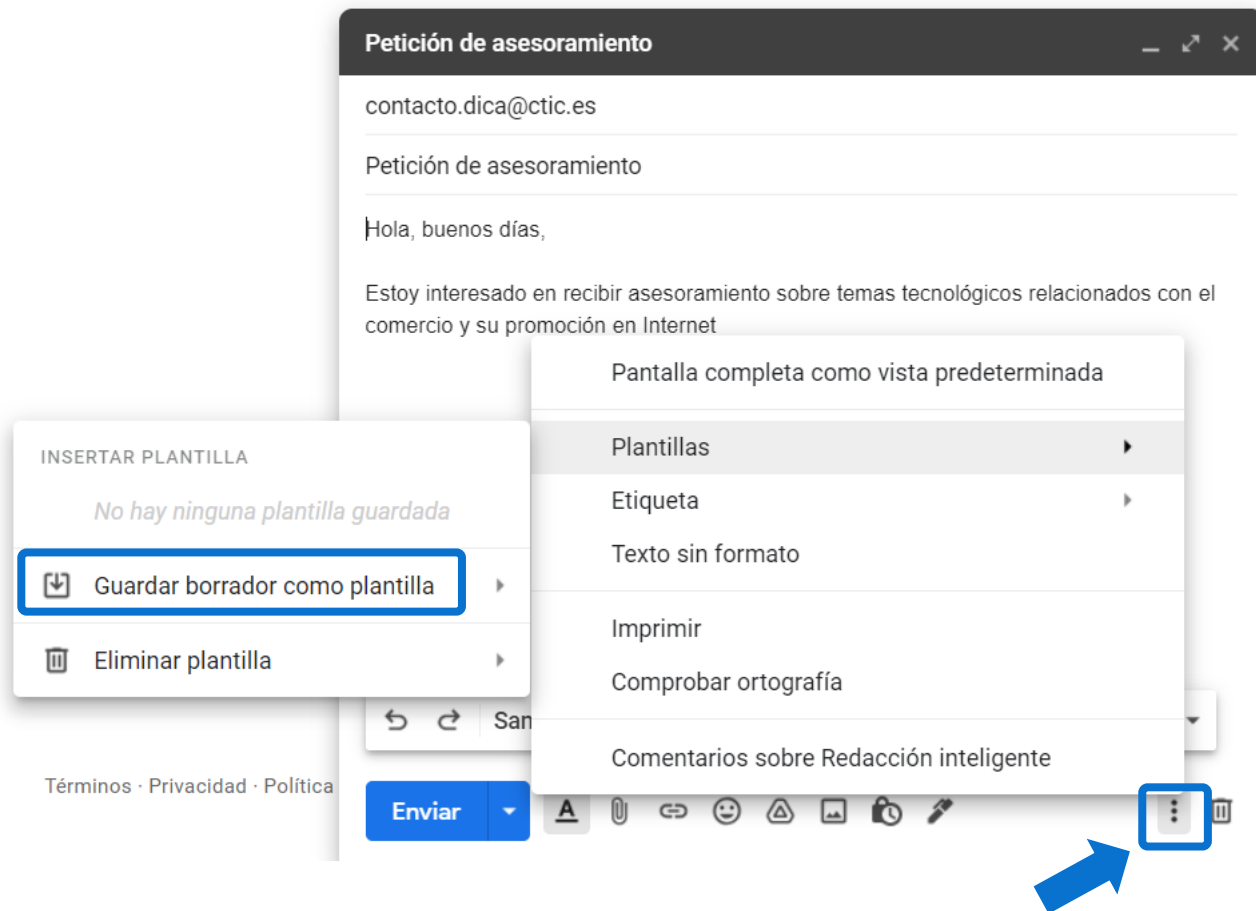 Petición de asesoramiento
contacto.dica@ctic.es
Petición de asesoramiento
Hola, buenos días,
Estoy interesado en recibir asesoramiento sobre temas tecnológicos relacionados con el
comercio y su promoción en Internet
Pantalla completa como vista predeterminada
Plantillas
Etiqueta
Texto sin formato
Imprimir
Comprobar ortografía
Comentarios sobre Redacción inteligente
INSERTAR PLANTILLA
No hay ninguna plantilla guardada
Guardar borrador como plantilla
Eliminar plantilla
San
Términos · Privacidad · Política
Enviar
A